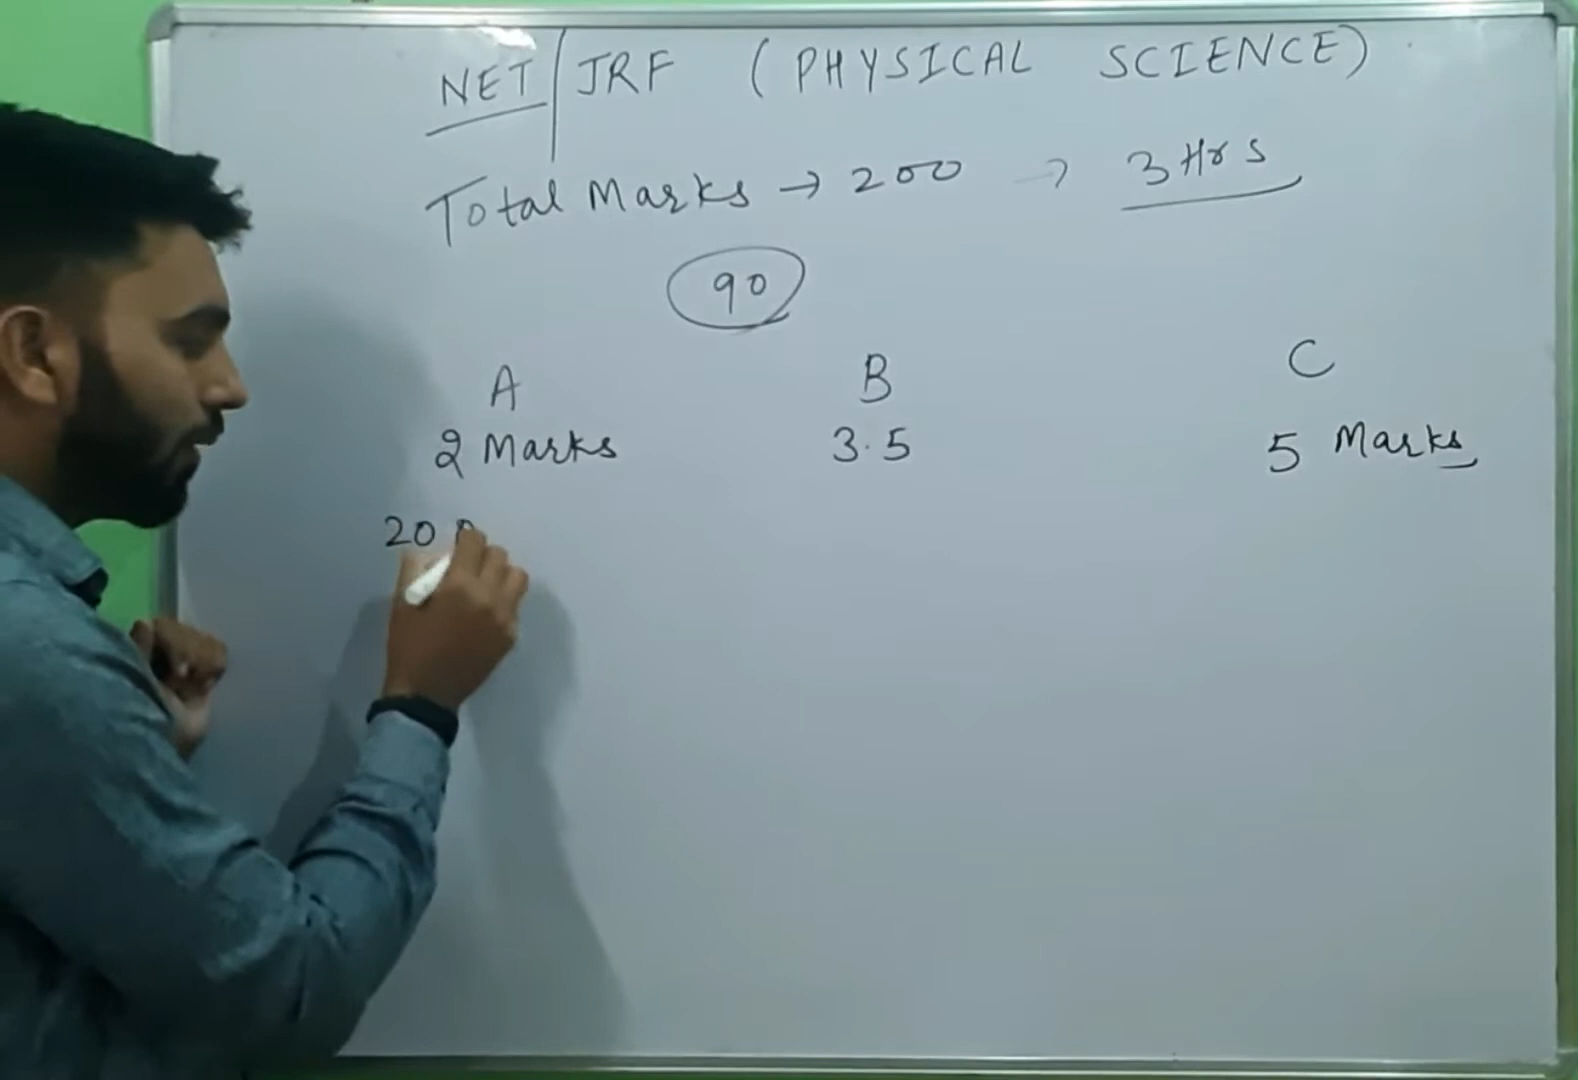 NET/JRF (PHYSICAL SCIENCE)
Total Marks → 200 → 3 Hrs
90
A B C
2 Marks 3.5 5 Marks
20